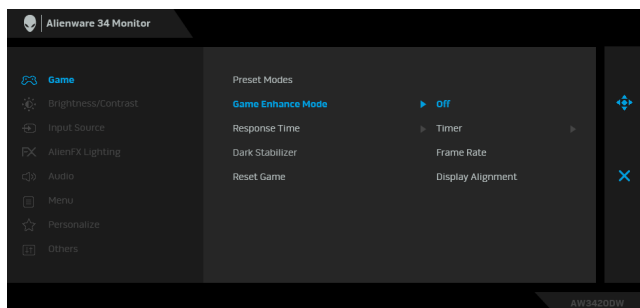 Alienware 34 Monitor
Game
Brightness/Contrast
Input Source
AlienFX Lighting
Audio
Menu
Personalize
Others
Preset Modes
Game Enhance Mode
Response Time
Dark Stabilizer
Reset Game
Off
Timer
Frame Rate
Display Alignment
AW3420DW